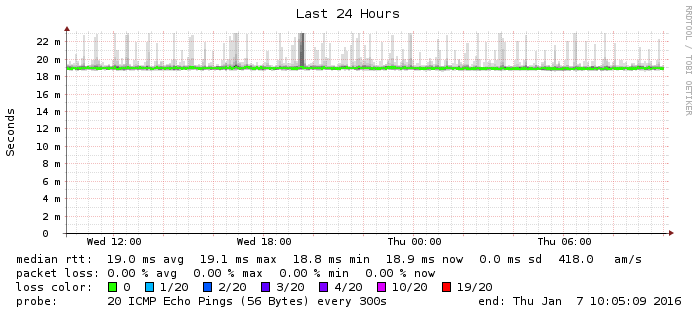 Last 24 Hours
RRDTOOL / TOBI OETIKER
Seconds
22 m
20 m
18 m
16 m
14 m
12 m
10 m
8 m
6 m
4 m
2 m
0
Wed 12:00 Wed 18:00 Thu 00:00 Thu 06:00
median rtt: 19.0 ms avg 19.1 ms max 18.8 ms min 18.9 ms now 0.0 ms sd 418.0 am/s
packet loss: 0.00 % avg 0.00 % max 0.00 % min 0.00 % now
loss color: 0 1/20 2/20 3/20 4/20 10/20 19/20
probe: 20 ICMP Echo Pings (56 Bytes) every 300s end: Thu Jan 7 10:05:09 2016